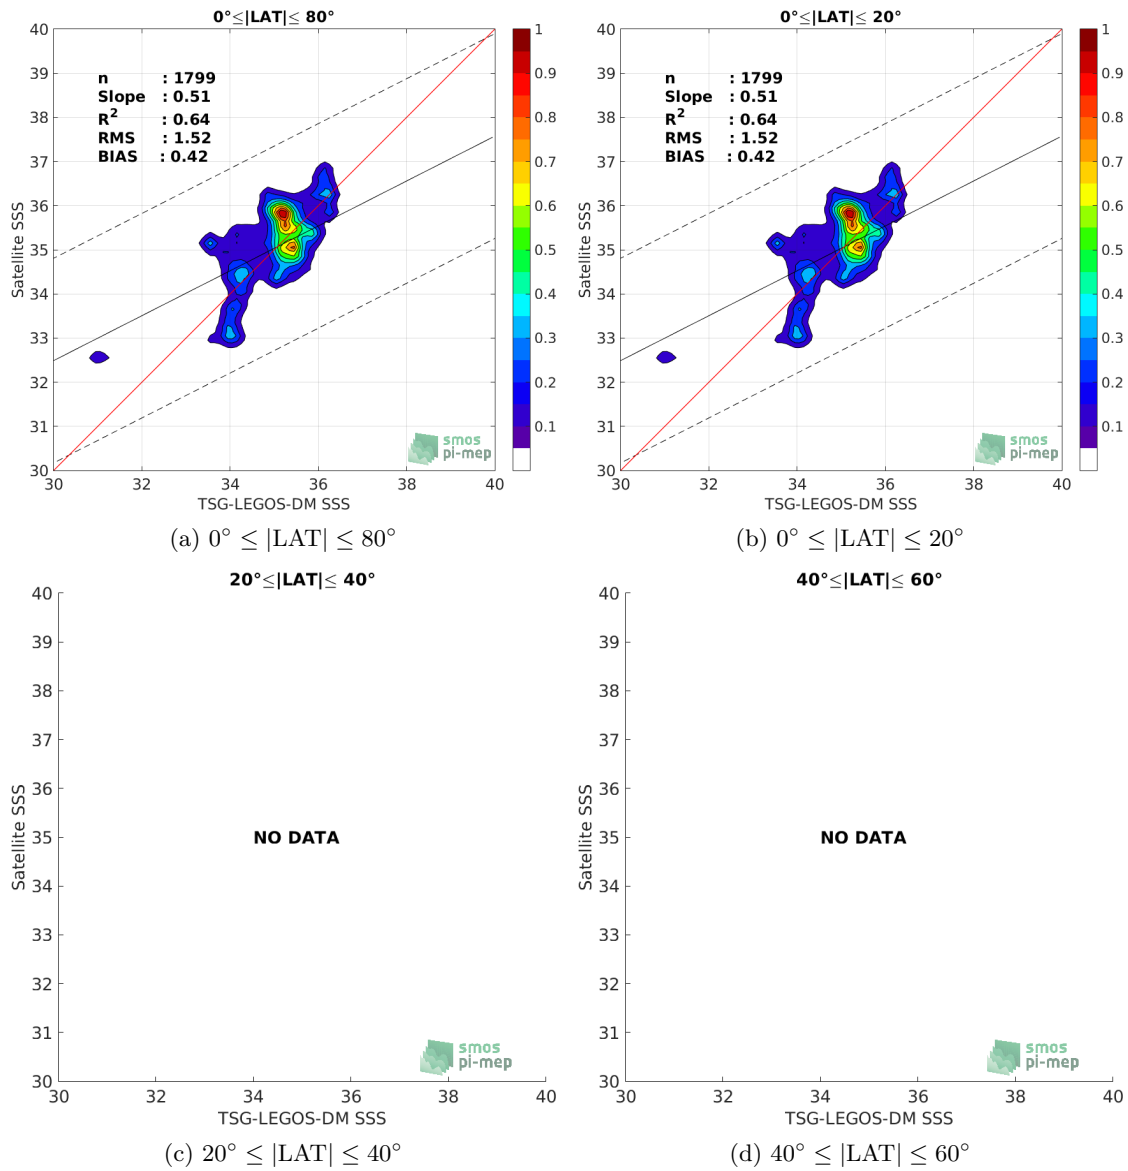 0°≤|LAT|≤ 80°
n : 1799
Slope : 0.51
R2 : 0.64
RMS : 1.52
BIAS : 0.42
40
39
38
37
36
35
34
33
32
31
30
30 32 34 36 38 40
Satellite SSS
TSG-LEGOS-DM SSS
1
0.9
0.8
0.7
0.6
0.5
0.4
0.3
0.2
0.1
smos
pi-mep
(a) 0° ≤ |LAT| ≤ 80°
0°≤|LAT|≤ 20°
n : 1799
Slope : 0.51
R2 : 0.64
RMS : 1.52
BIAS : 0.42
40
39
38
37
36
35
34
33
32
31
30
30 32 34 36 38 40
Satellite SSS
TSG-LEGOS-DM SSS
1
0.9
0.8
0.7
0.6
0.5
0.4
0.3
0.2
0.1
smos
pi-mep
(b) 0° ≤ |LAT| ≤ 20°
20°≤|LAT|≤ 40°
40
39
38
37
36
35
34
33
32
31
30
30 32 34 36 38 40
Satellite SSS
NO DATA
TSG-LEGOS-DM SSS
smos
pi-mep
(c) 20° ≤ |LAT| ≤ 40°
40°≤|LAT|≤ 60°
40
39
38
37
36
35
34
33
32
31
30
30 32 34 36 38 40
Satellite SSS
NO DATA
TSG-LEGOS-DM SSS
smos
pi-mep
(d) 40° ≤ |LAT| ≤ 60°